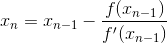 x_n = x_{n-1} - \frac{f(x_{n-1})}{f'(x_{n-1})}